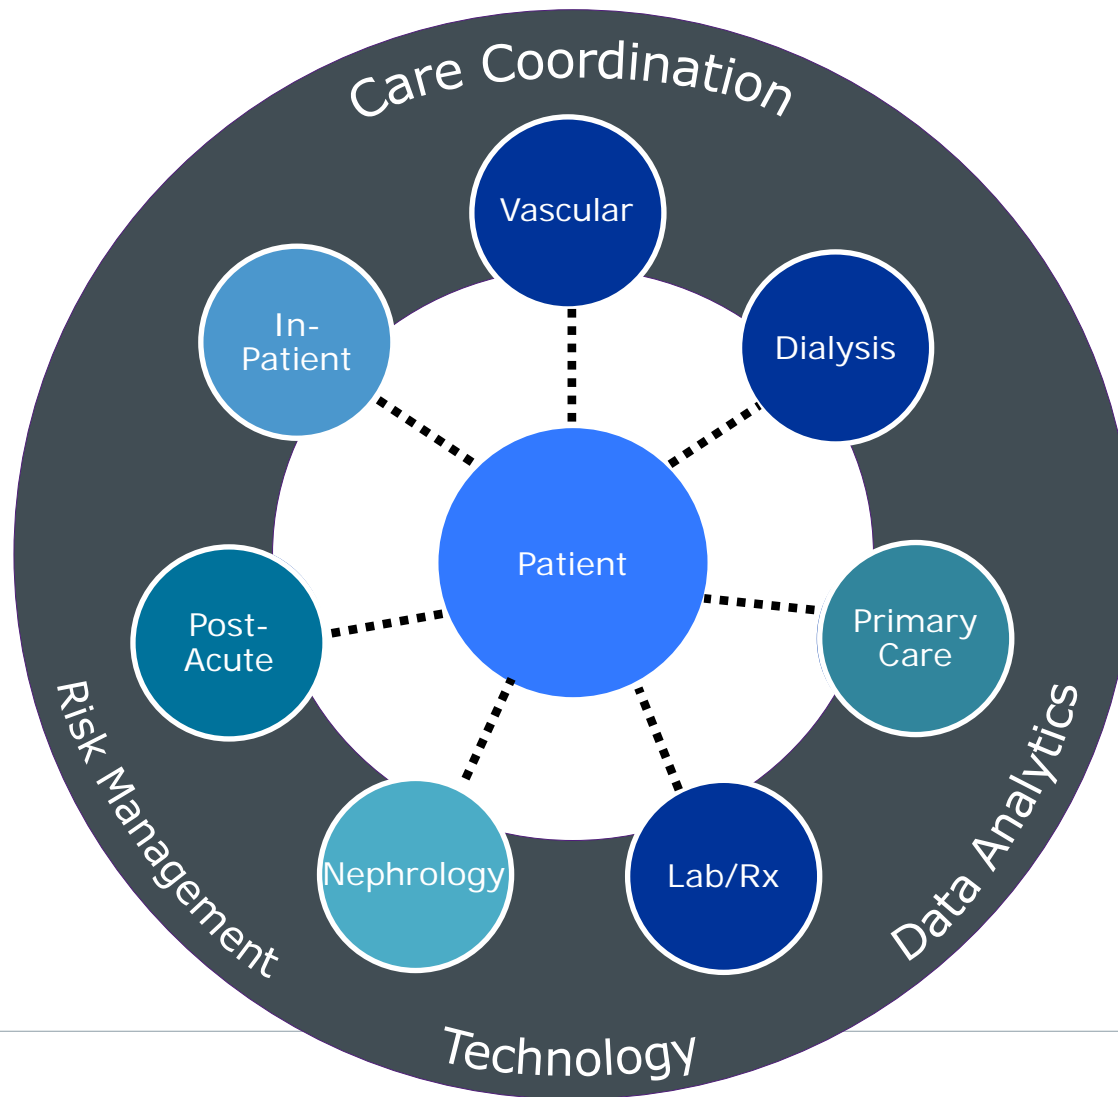 Care Coordination
Vascular
In-
Patient
Dialysis
Patient
Post-
Acute
Primary
Care
Nephrology
Lab/Rx
Risk Management
Data Analytics
Technology